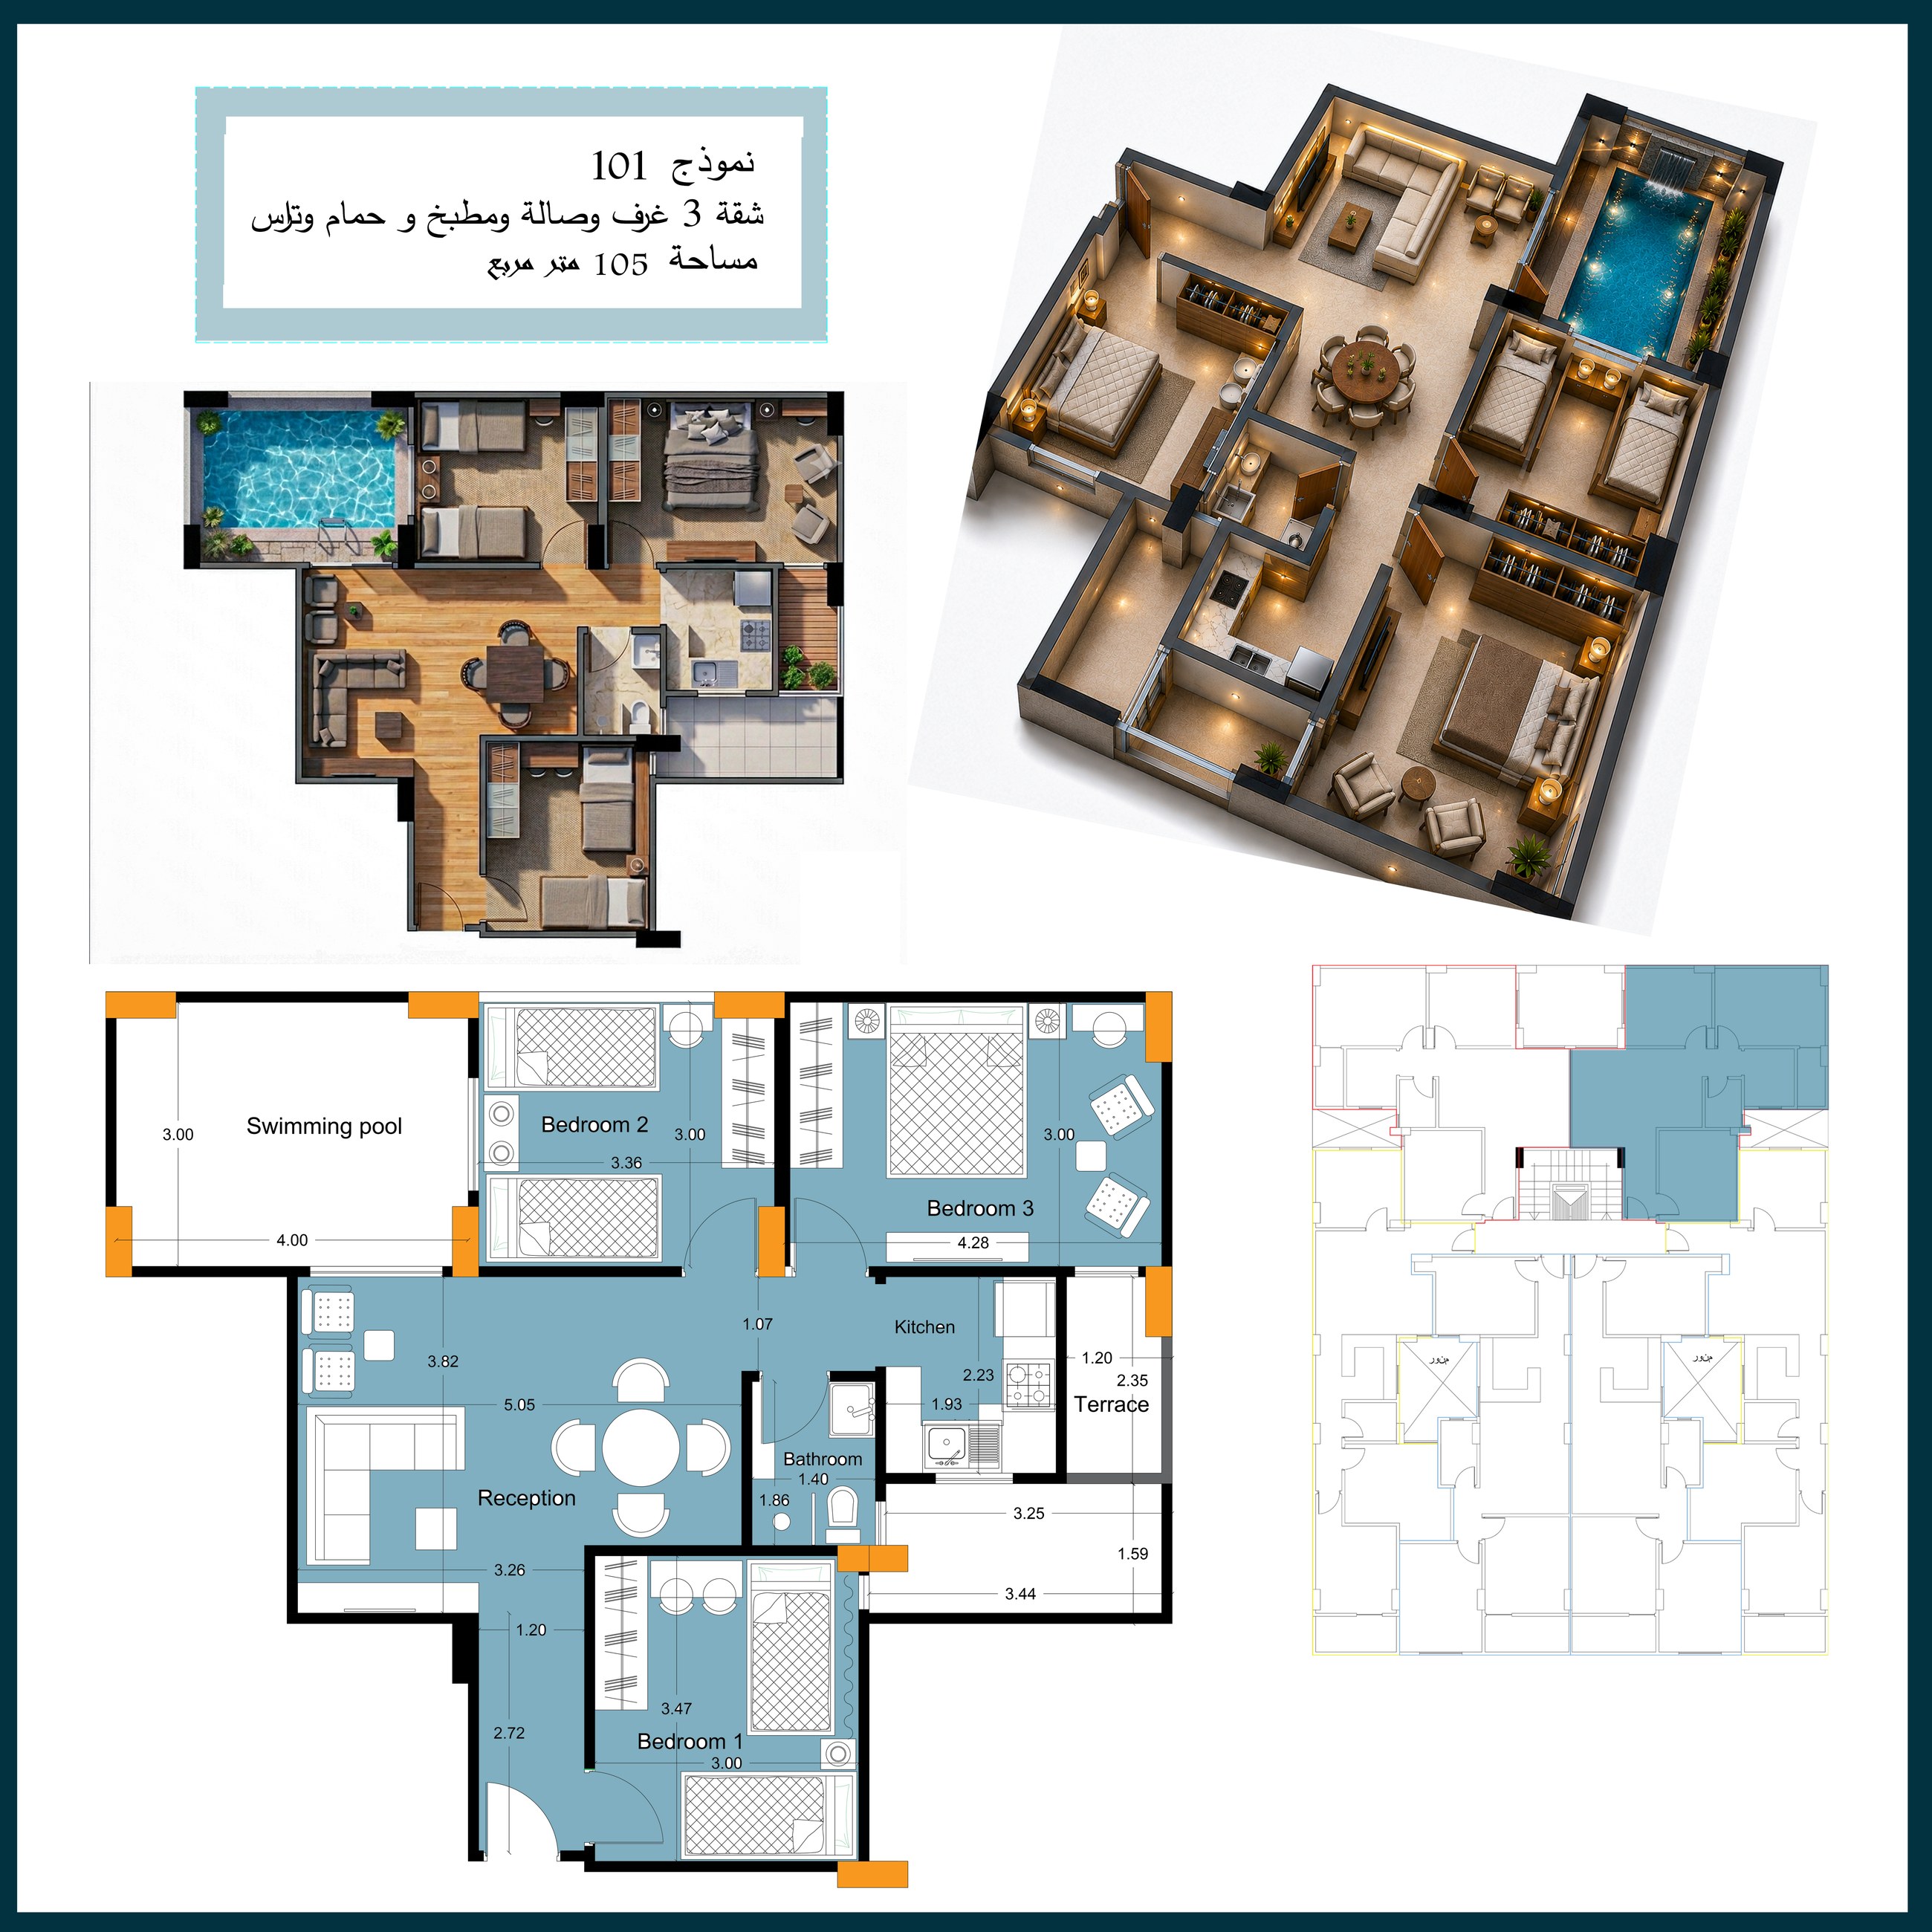 نموذج 101
شقة 3 غرف وصالة ومطبخ و حمام وتراس
مساحة 105 متر مربع
3.00
Swimming pool
4.00
Bedroom 2
3.00
3.36
3.00
Bedroom 3
4.28
1.07
Kitchen
2.23
1.93
1.20
2.35
Terrace
3.82
5.05
Reception
Bathroom
1.40
1.86
3.25
1.59
3.44
3.26
1.20
2.72
3.47
Bedroom 1
3.00
منور
منور